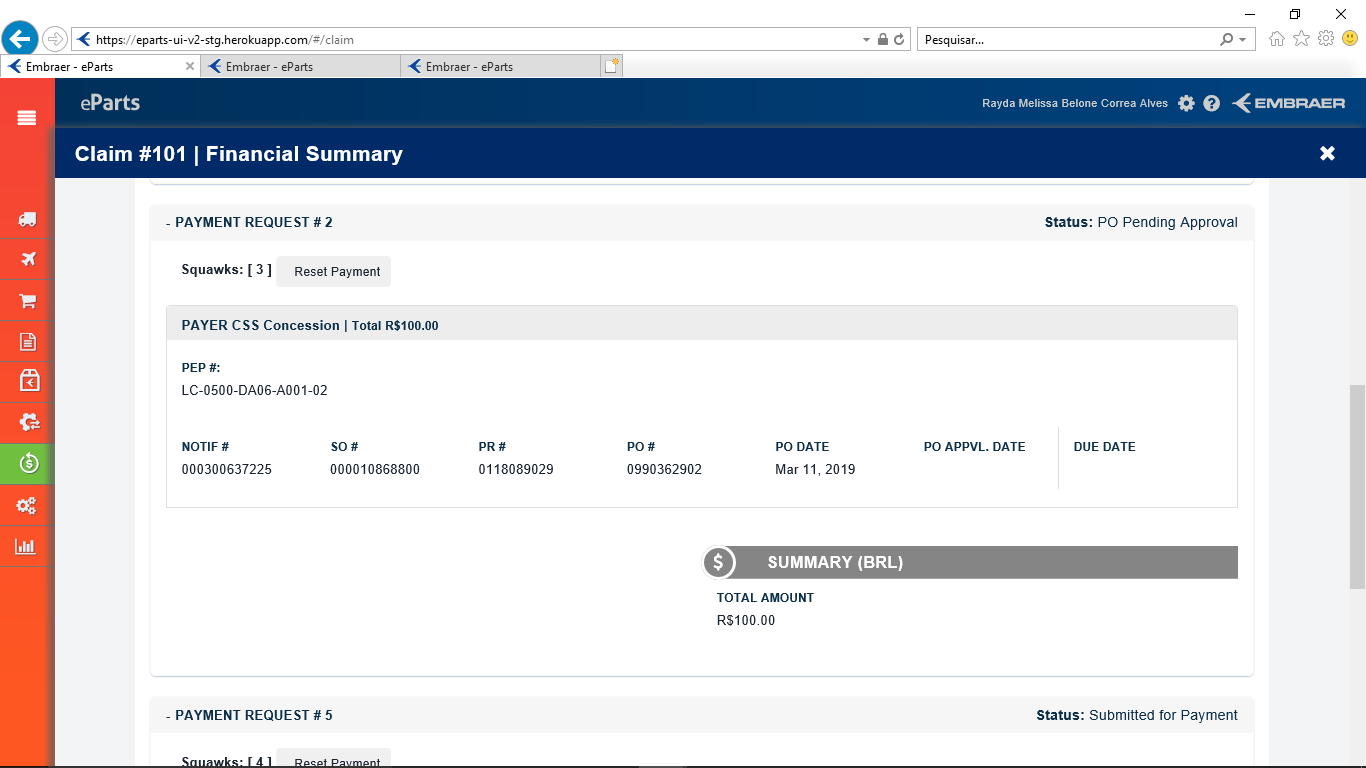 https://eparts-ui-v2-stg.herokuapp.com/#/claim
Pesquisar...
Embraer - eParts
Embraer - eParts
Embraer - eParts
eParts
Rayda Melissa Belone Correa Alves
EMBRAER
Claim #101 | Financial Summary
- PAYMENT REQUEST # 2
Status: PO Pending Approval
Squawks: [ 3 ]
Reset Payment
PAYER CSS Concession | Total R$100.00
PEP #:
LC-0500-DA06-A001-02
NOTIF # SO # PR # PO # PO DATE PO APPVL. DATE DUE DATE
000300637225 000010868800 0118089029 0990362902 Mar 11, 2019
$ SUMMARY (BRL)
TOTAL AMOUNT
R$100.00
- PAYMENT REQUEST # 5
Status: Submitted for Payment
Squawks: [ 4 ]
Reset Payment